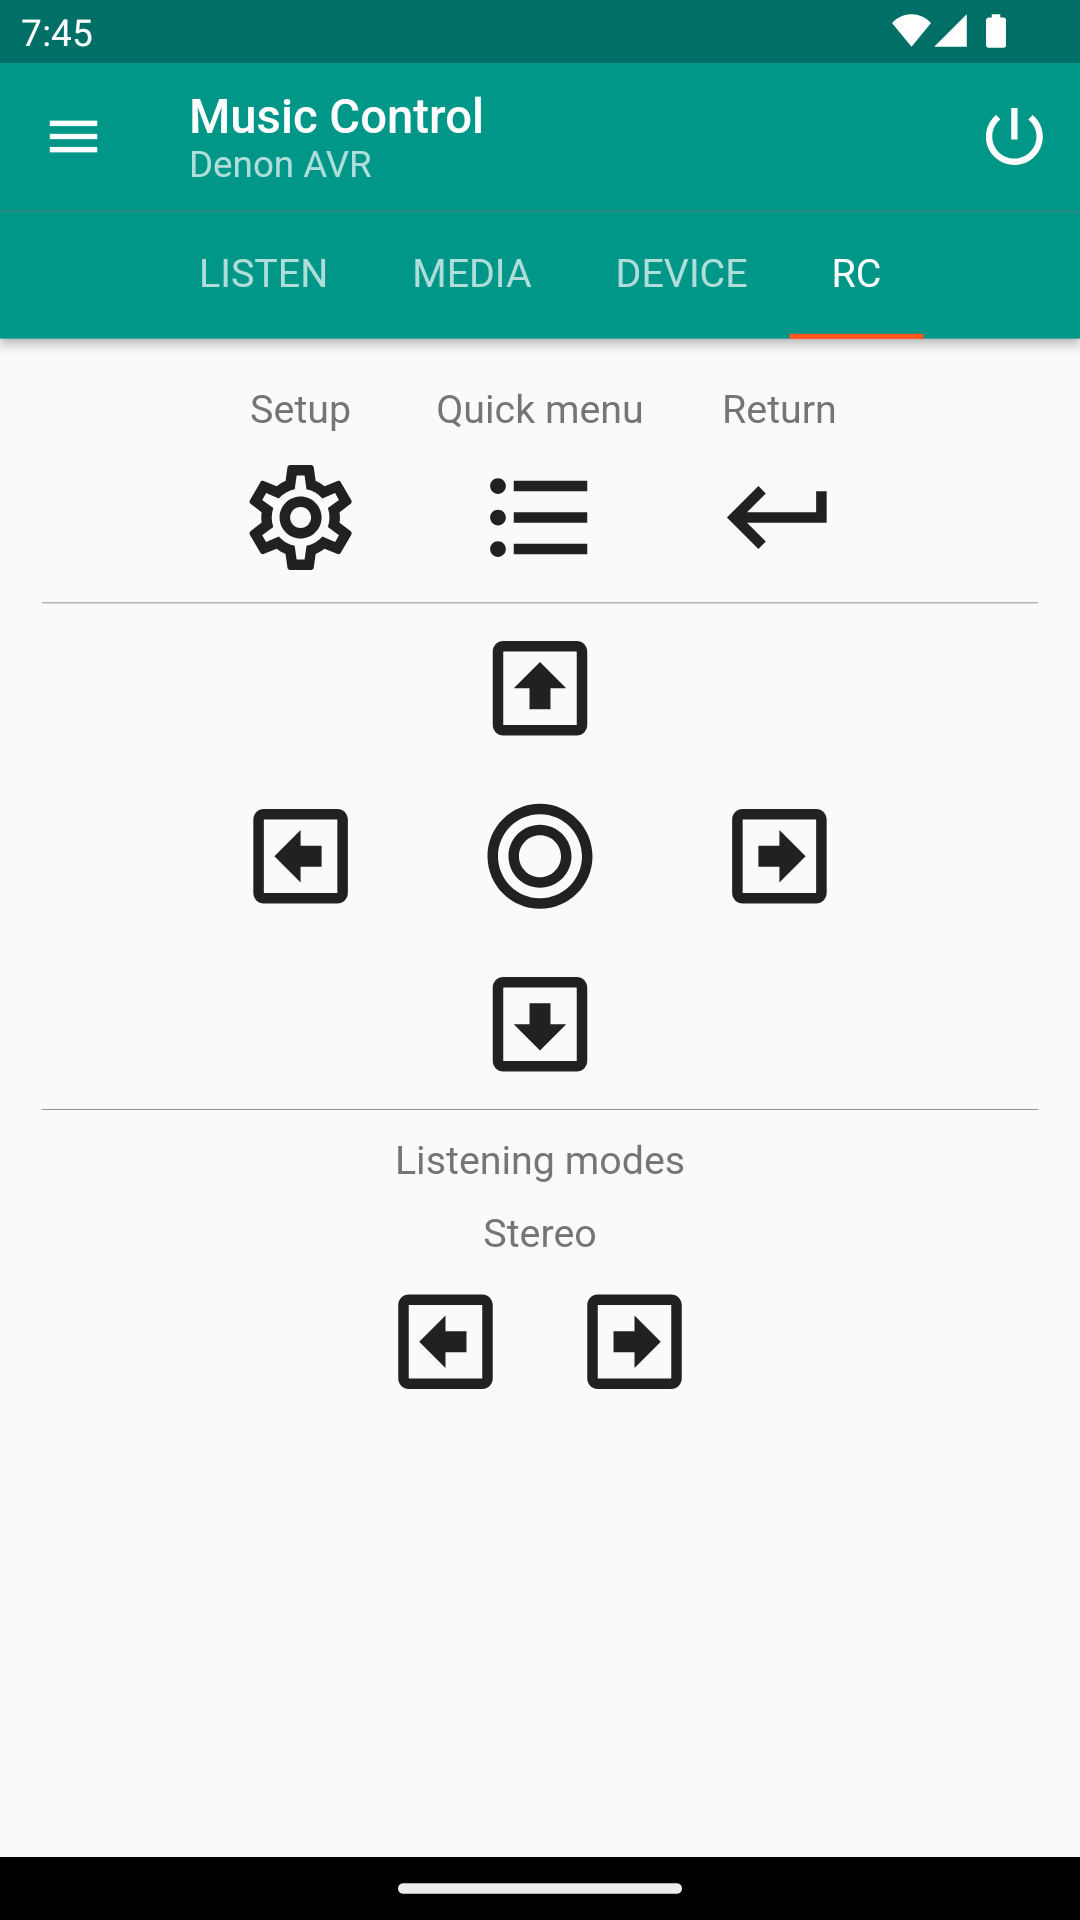 7:45
Music Control
Denon AVR
LISTEN MEDIA DEVICE RC
Setup Quick menu Return
Listening modes
Stereo